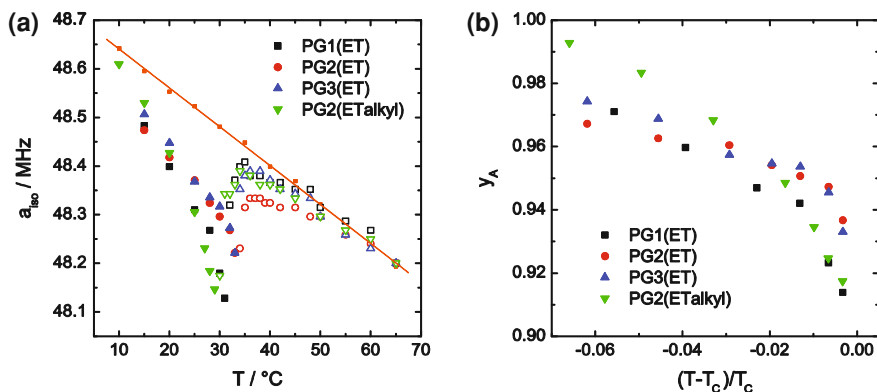 (a)
48.7
48.6
48.5
48.4
48.3
48.2
48.1
a_iso / MHz
10 20 30 40 50 60 70
T / °C
PG1(ET)
PG2(ET)
PG3(ET)
PG2(ETalkyl)
(b)
1.00
0.98
0.96
0.94
0.92
0.90
y_A
-0.06 -0.04 -0.02 0.00
(T-T_C)/T_C
PG1(ET)
PG2(ET)
PG3(ET)
PG2(ETalkyl)